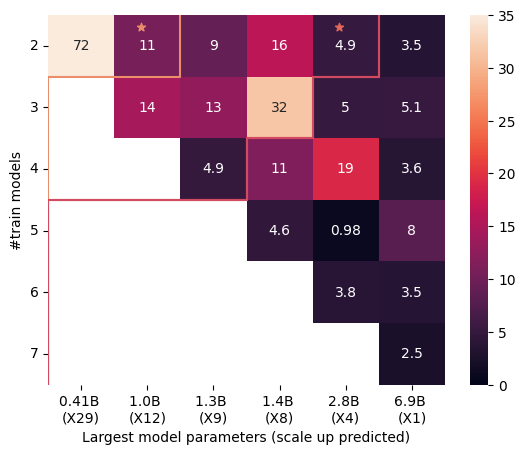 2 72 11 9 16 4.9 3.5
3 14 13 32 5 5.1
4 4.9 11 19 3.6
5 4.6 0.98 8
6 3.8 3.5
7 2.5
#train models
0.41B 1.0B 1.3B 1.4B 2.8B 6.9B
(X29) (X12) (X9) (X8) (X4) (X1)
Largest model parameters (scale up predicted)
35
30
25
20
15
10
5
0